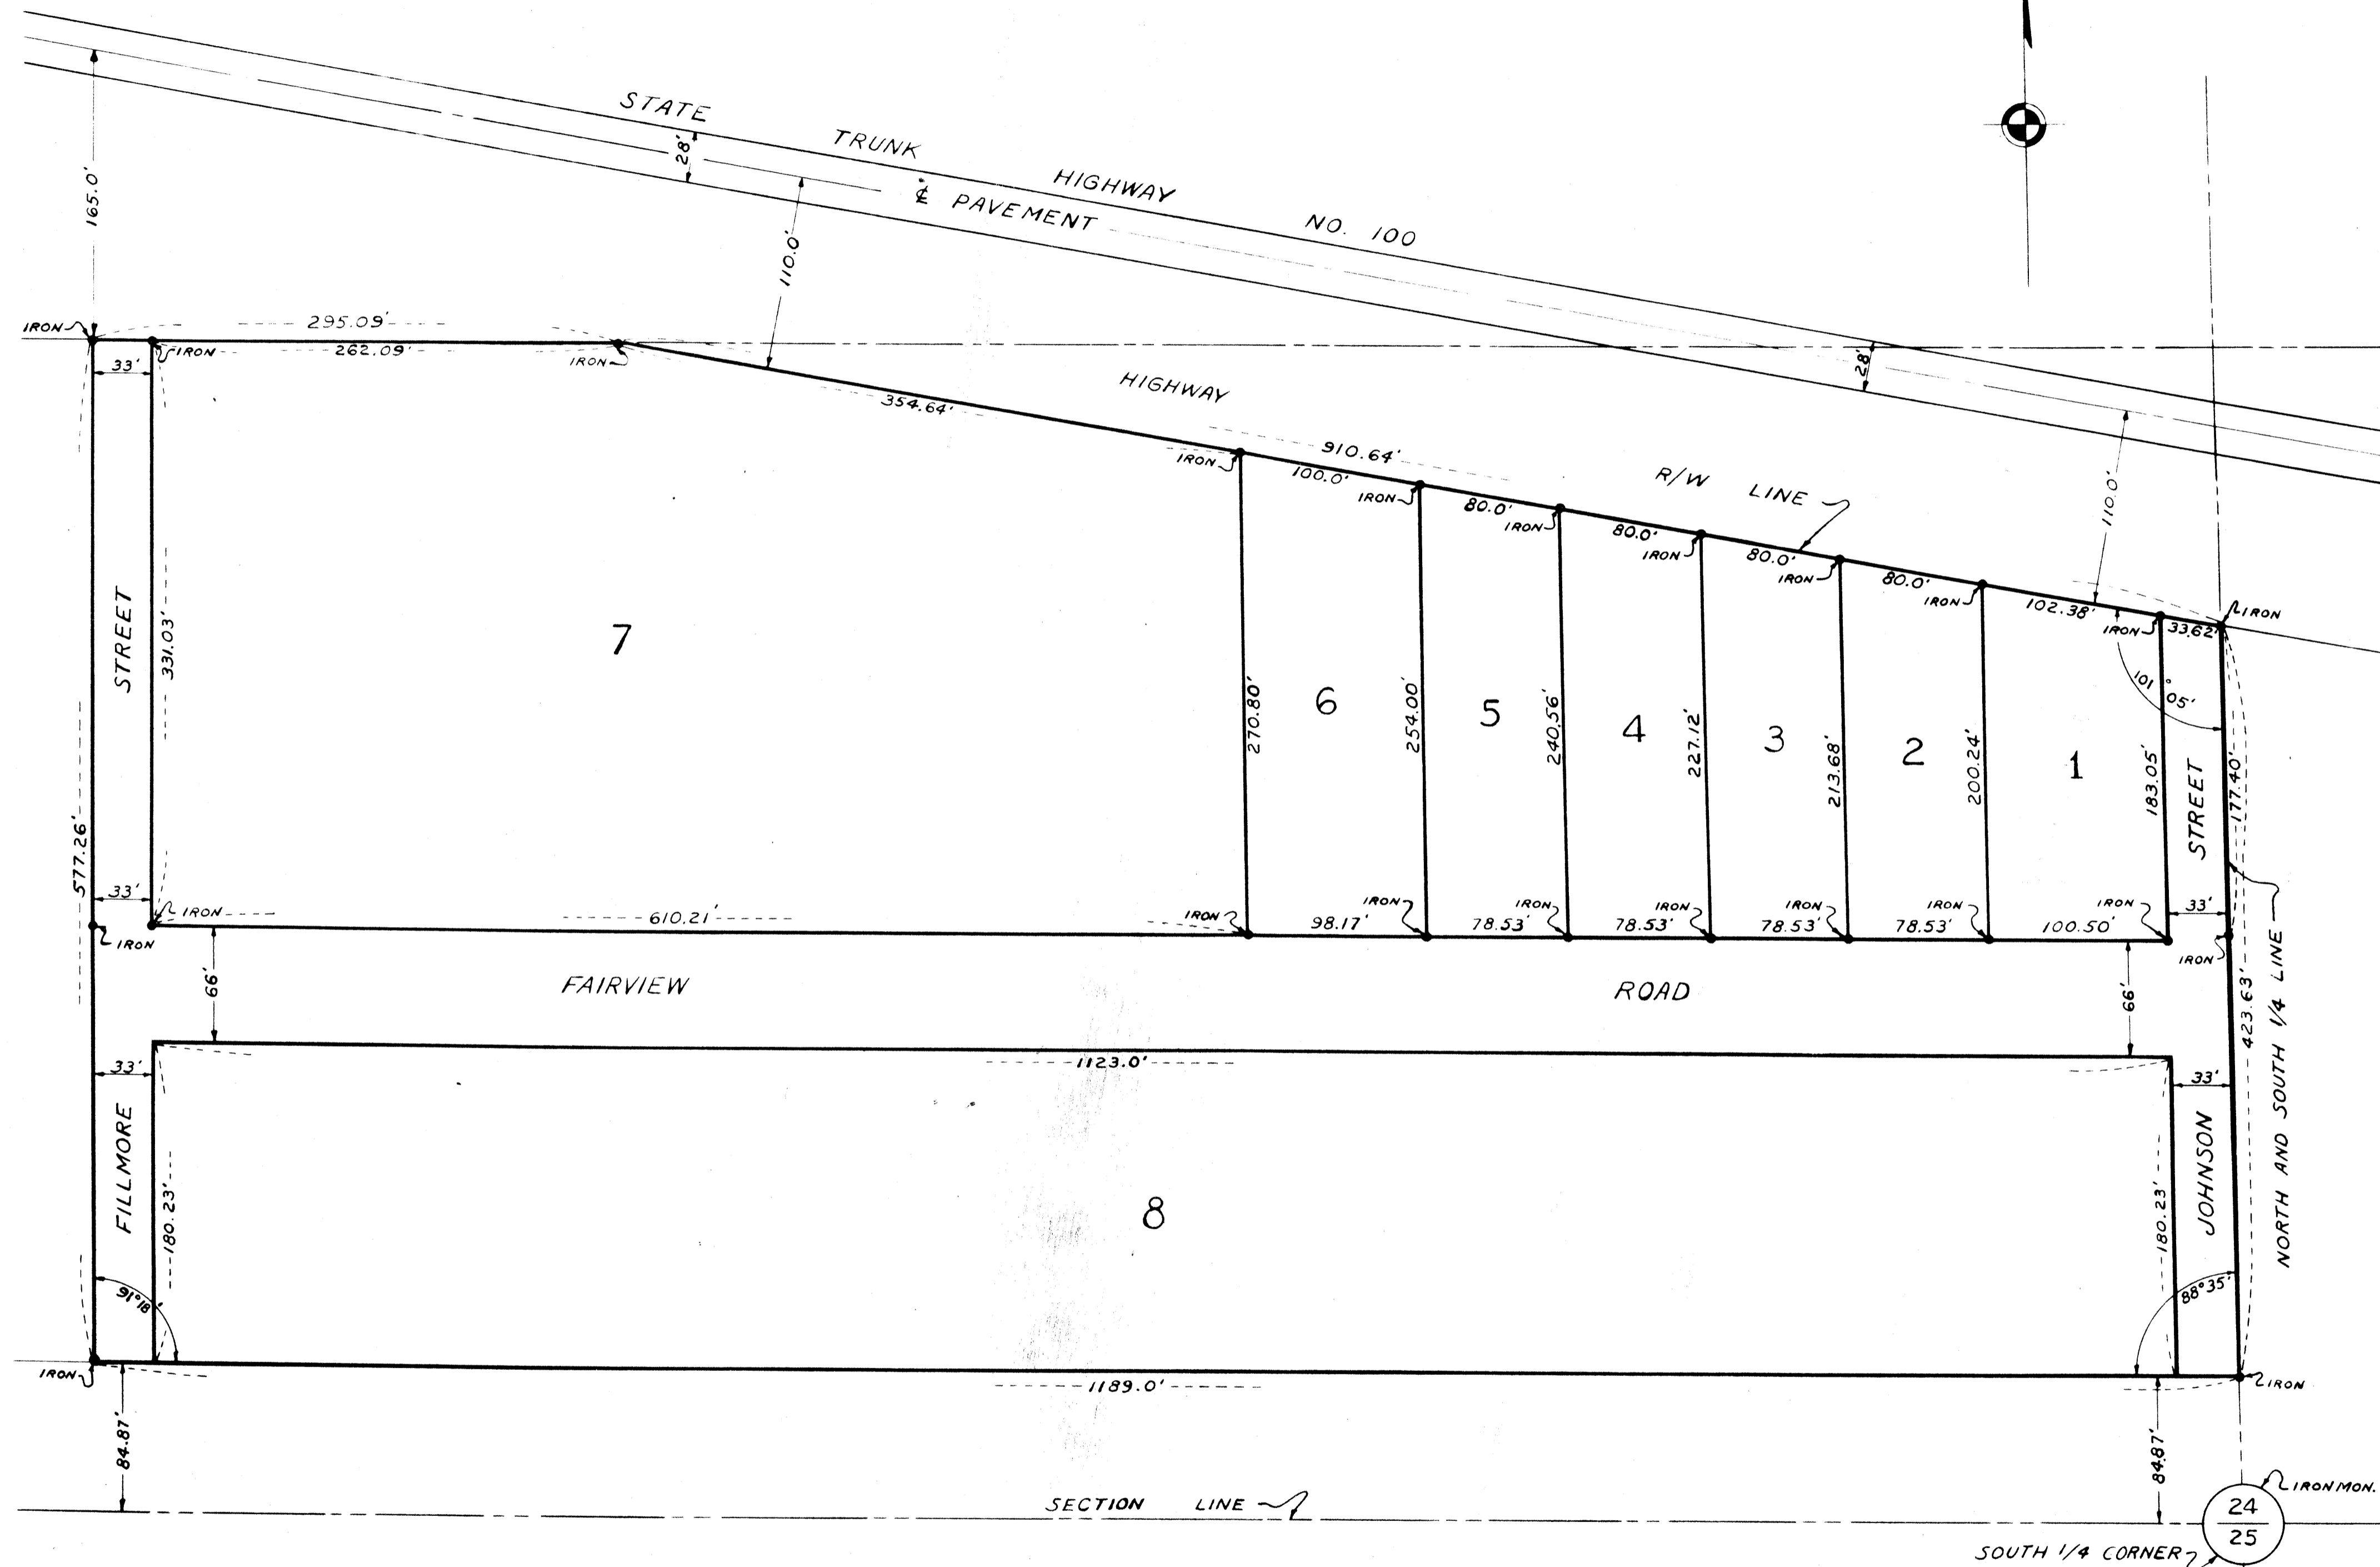 STATE TRUNK HIGHWAY NO. 100
28'
℄ PAVEMENT
165.0'
110.0'
IRON
295.09'
33'
IRON
262.09'
IRON
28'
HIGHWAY
354.64'
110.0'
IRON
910.64'
100.0'
R/W LINE
IRON
80.0'
IRON
80.0'
IRON
80.0'
IRON
80.0'
IRON
102.38'
IRON
33.62'
IRON
101°05'
STREET
331.03'
7
270.80'
6
254.00'
5
240.56'
4
227.12'
3
213.68'
2
200.24'
1
183.05'
STREET
177.40'
577.26'
33'
IRON
IRON
610.21'
IRON
98.17'
IRON
78.53'
IRON
78.53'
IRON
78.53'
IRON
78.53'
IRON
100.50'
IRON
33'
IRON
66'
FAIRVIEW ROAD
66'
423.63'
NORTH AND SOUTH 1/4 LINE
33'
1123.0'
33'
FILLMORE
180.23'
8
180.23'
JOHNSON
91°18'
88°35'
IRON
1189.0'
IRON
84.87'
84.87'
SECTION LINE
IRON MON.
24
25
SOUTH 1/4 CORNER